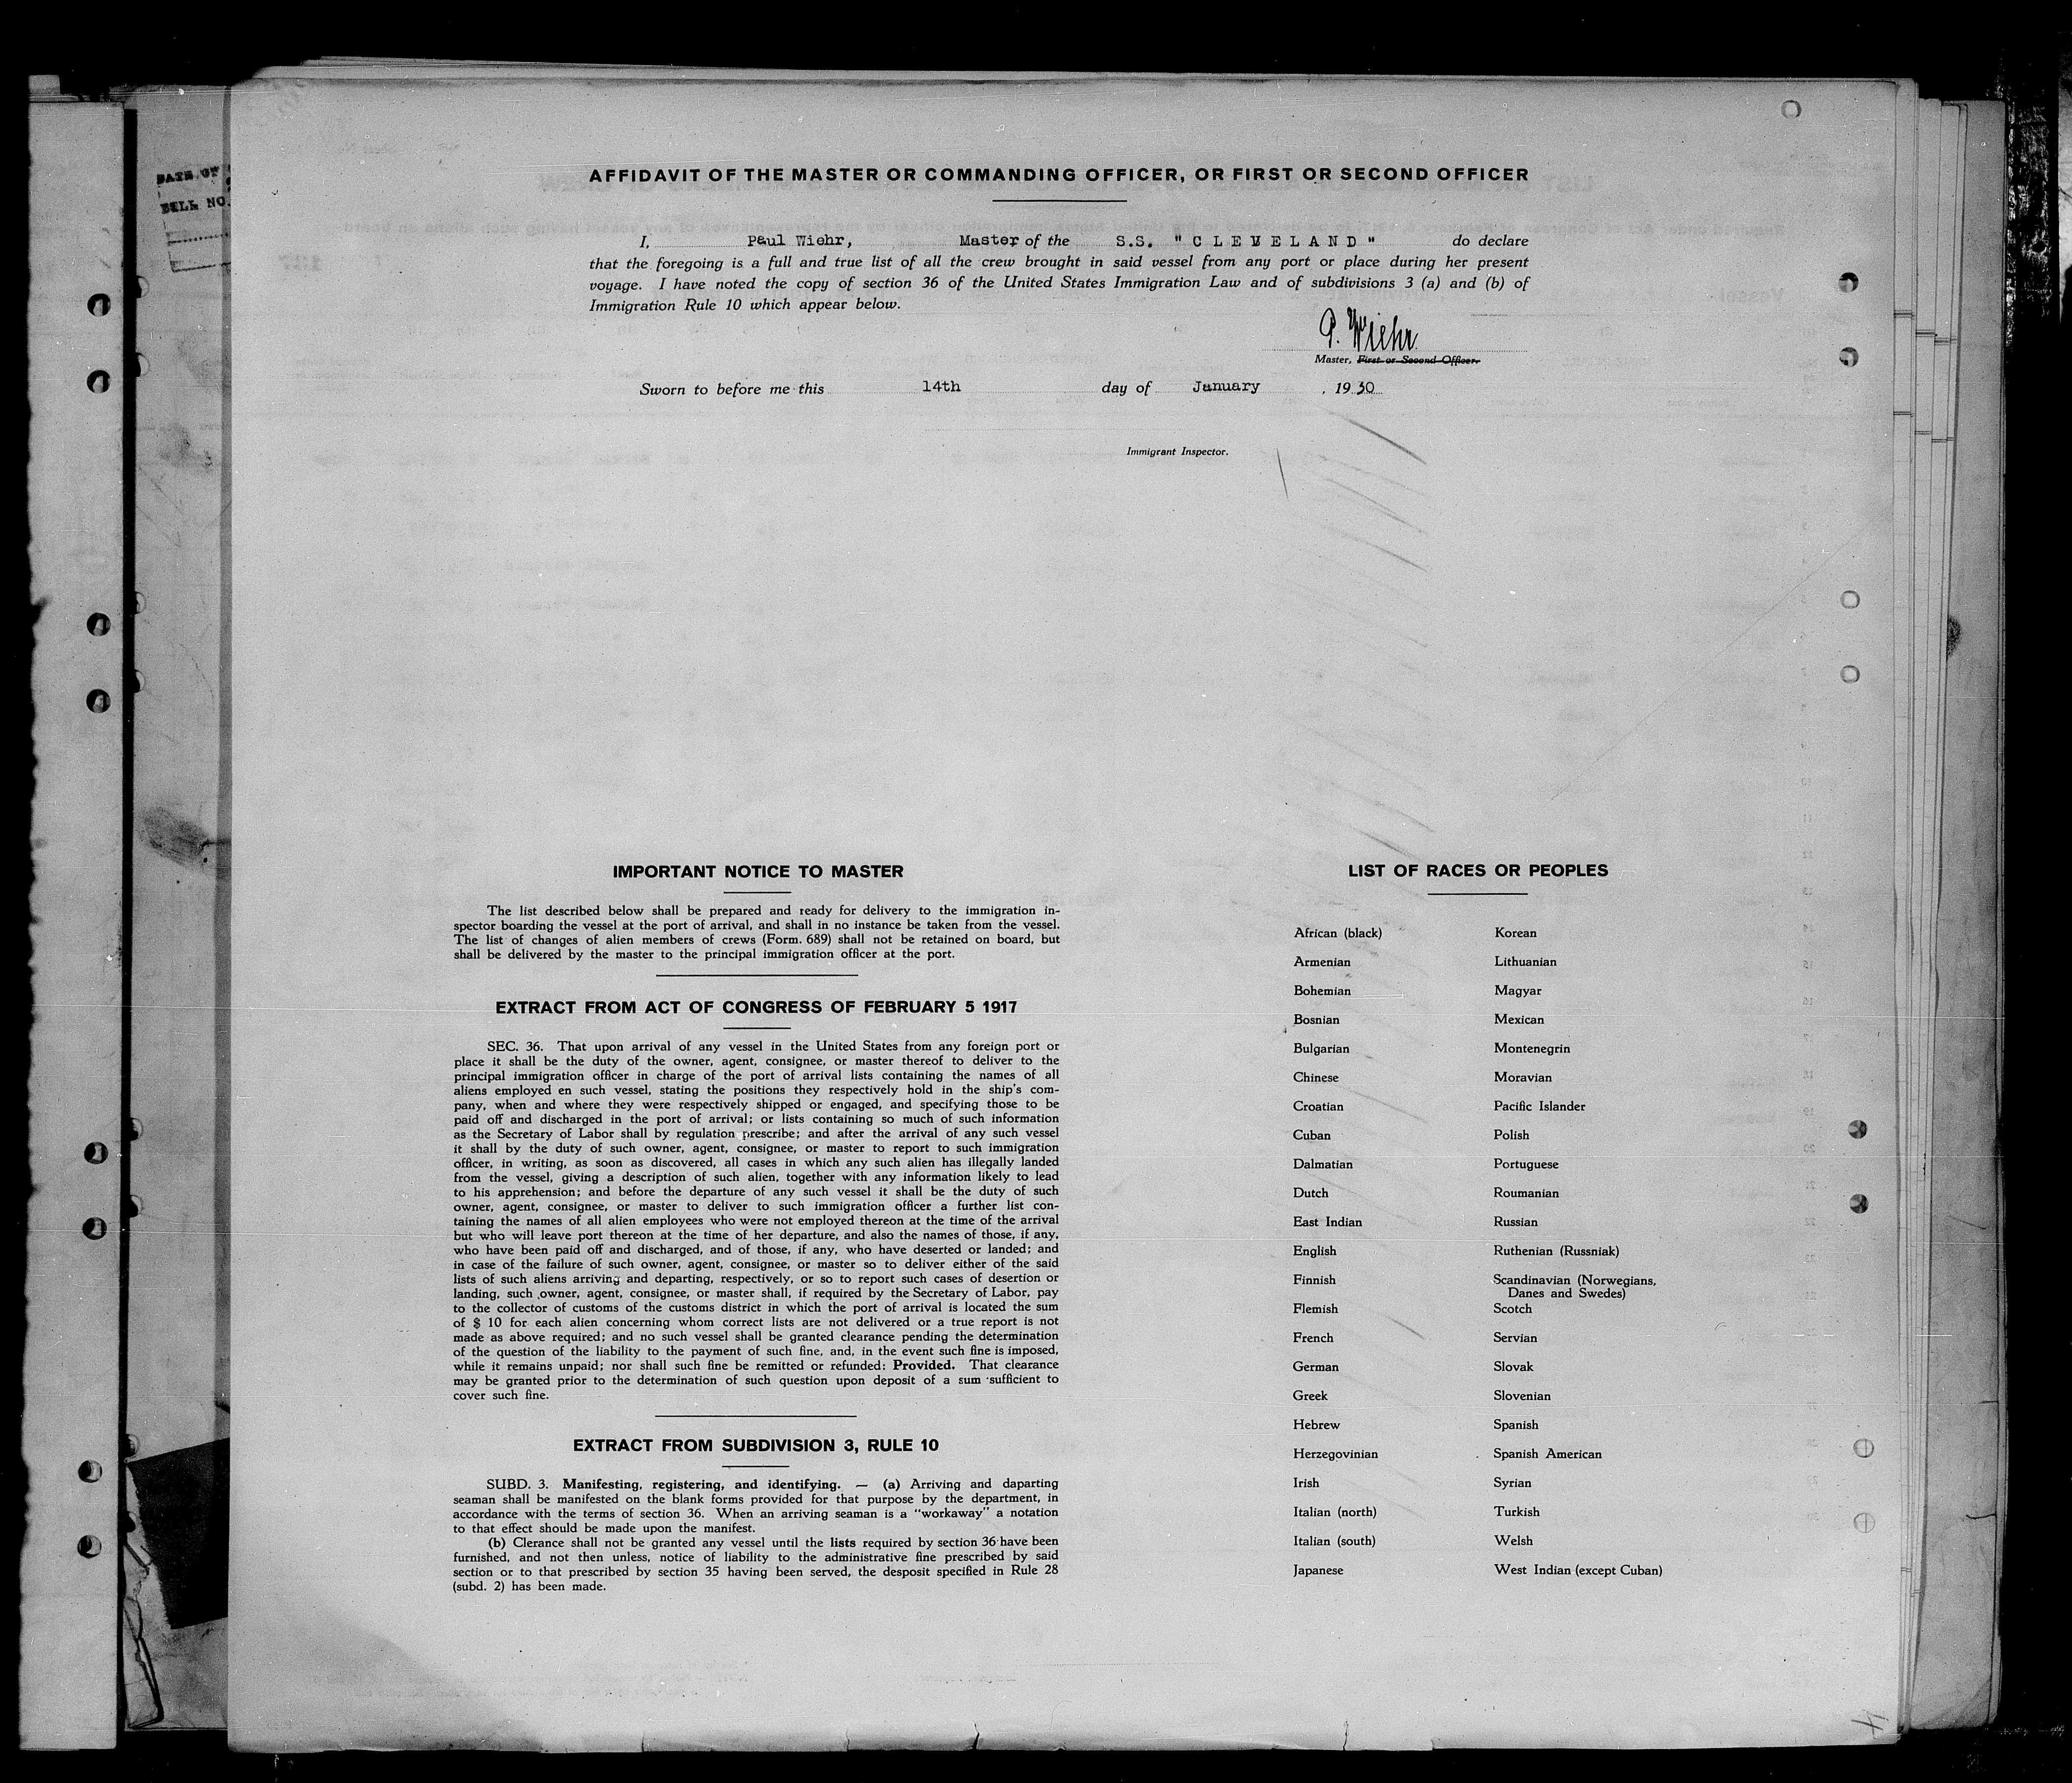 DATE OF
BILL NO.
AFFIDAVIT OF THE MASTER OR COMMANDING OFFICER, OR FIRST OR SECOND OFFICER
I, Paul Wiehr, Master of the S.S. "CLEVELAND" do declare
that the foregoing is a full and true list of all the crew brought in said vessel from any port or place during her present
voyage. I have noted the copy of section 36 of the United States Immigration Law and of subdivisions 3 (a) and (b) of
Immigration Rule 10 which appear below.
P. Wiehr
Master, First or Second Officer.
Sworn to before me this 14th day of January, 1930
Immigrant Inspector.
IMPORTANT NOTICE TO MASTER
The list described below shall be prepared and ready for delivery to the immigration in-
spector boarding the vessel at the port of arrival, and shall in no instance be taken from the vessel.
The list of changes of alien members of crews (Form. 689) shall not be retained on board, but
shall be delivered by the master to the principal immigration officer at the port.
EXTRACT FROM ACT OF CONGRESS OF FEBRUARY 5 1917
SEC. 36. That upon arrival of any vessel in the United States from any foreign port or
place it shall be the duty of the owner, agent, consignee, or master thereof to deliver to the
principal immigration officer in charge of the port of arrival lists containing the names of all
aliens employed en such vessel, stating the positions they respectively hold in the ship's com-
pany, when and where they were respectively shipped or engaged, and specifying those to be
paid off and discharged in the port of arrival; or lists containing so much of such information
as the Secretary of Labor shall by regulation prescribe; and after the arrival of any such vessel
it shall by the duty of such owner, agent, consignee, or master to report to such immigration
officer, in writing, as soon as discovered, all cases in which any such alien has illegally landed
from the vessel, giving a description of such alien, together with any information likely to lead
to his apprehension; and before the departure of any such vessel it shall be the duty of such
owner, agent, consignee, or master to deliver to such immigration officer a further list con-
taining the names of all alien employees who were not employed thereon at the time of the arrival
but who will leave port thereon at the time of her departure, and also the names of those, if any,
who have been paid off and discharged, and of those, if any, who have deserted or landed; and
in case of the failure of such owner, agent, consignee, or master so to deliver either of the said
lists of such aliens arriving and departing, respectively, or so to report such cases of desertion or
landing, such owner, agent, consignee, or master shall, if required by the Secretary of Labor, pay
to the collector of customs of the customs district in which the port of arrival is located the sum
of $ 10 for each alien concerning whom correct lists are not delivered or a true report is not
made as above required; and no such vessel shall be granted clearance pending the determination
of the question of the liability to the payment of such fine, and, in the event such fine is imposed,
while it remains unpaid; nor shall such fine be remitted or refunded: Provided. That clearance
may be granted prior to the determination of such question upon deposit of a sum sufficient to
cover such fine.
EXTRACT FROM SUBDIVISION 3, RULE 10
SUBD. 3. Manifesting, registering, and identifying. — (a) Arriving and daparting
seaman shall be manifested on the blank forms provided for that purpose by the department, in
accordance with the terms of section 36. When an arriving seaman is a "workaway" a notation
to that effect should be made upon the manifest.
(b) Clerance shall not be granted any vessel until the lists required by section 36 have been
furnished, and not then unless, notice of liability to the administrative fine prescribed by said
section or to that prescribed by section 35 having been served, the desposit specified in Rule 28
(subd. 2) has been made.
LIST OF RACES OR PEOPLES
African (black)
Armenian
Bohemian
Bosnian
Bulgarian
Chinese
Croatian
Cuban
Dalmatian
Dutch
East Indian
English
Finnish
Flemish
French
German
Greek
Hebrew
Herzegovinian
Irish
Italian (north)
Italian (south)
Japanese
Korean
Lithuanian
Magyar
Mexican
Montenegrin
Moravian
Pacific Islander
Polish
Portuguese
Roumanian
Russian
Ruthenian (Russniak)
Scandinavian (Norwegians,
Danes and Swedes)
Scotch
Servian
Slovak
Slovenian
Spanish
Spanish American
Syrian
Turkish
Welsh
West Indian (except Cuban)